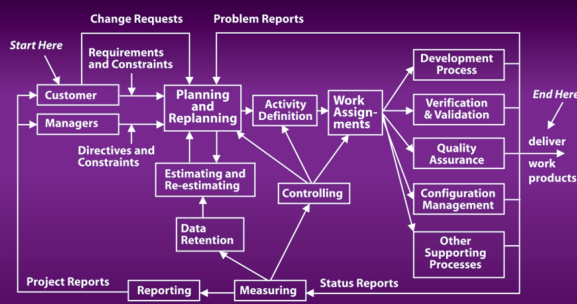 Change Requests
Problem Reports
Start Here
Requirements
and Constraints
Customer
Managers
Directives and
Constraints
Planning
and
Replanning
Activity
Definition
Work
Assign-
ments
Development
Process
Verification
& Validation
Quality
Assurance
Configuration
Management
Other
Supporting
Processes
End Here
deliver
work
products
Estimating and
Re-estimating
Controlling
Data
Retention
Project Reports
Reporting
Measuring
Status Reports